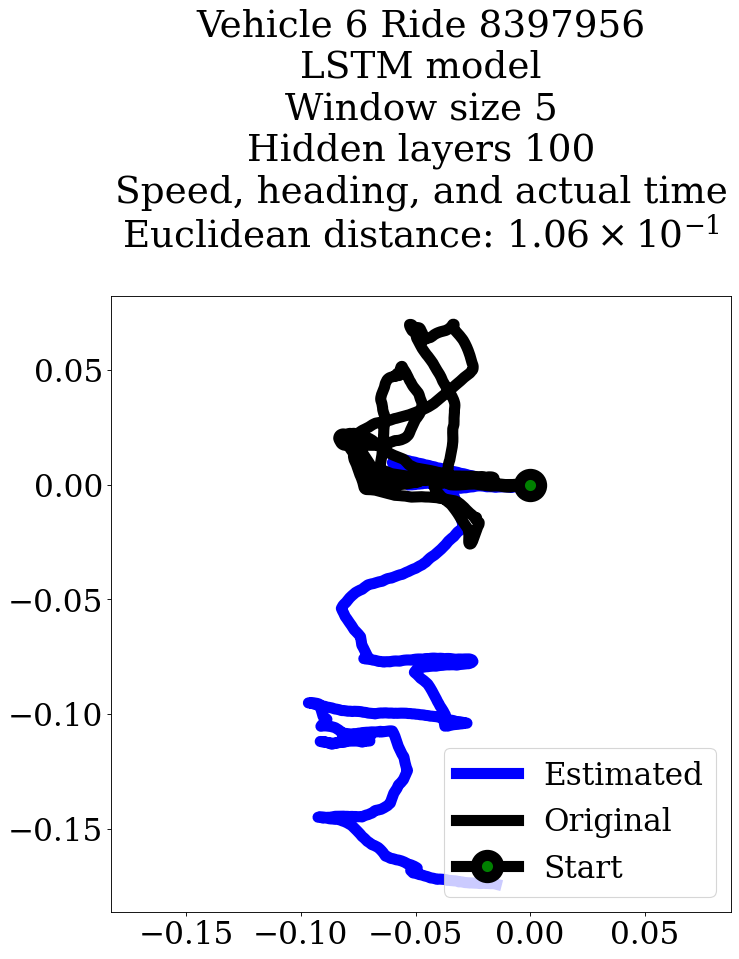 Vehicle 6 Ride 8397956
LSTM model
Window size 5
Hidden layers 100
Speed, heading, and actual time
Euclidean distance: 1.06 × 10⁻¹
0.05
0.00
−0.05
−0.10
−0.15
Estimated
Original
Start
−0.15 −0.10 −0.05 0.00 0.05